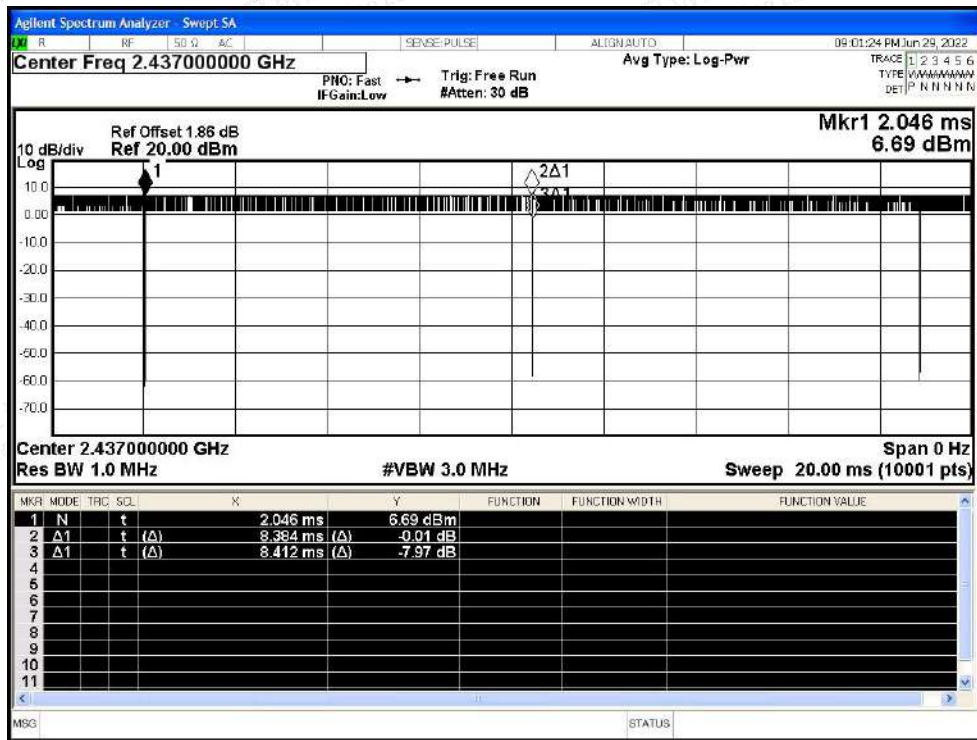 Agilent Spectrum Analyzer - Swept SA
LXI R RF 50 Ω AC SENSE:PULSE ALIGN AUTO 09:01:24 PM Jun 29, 2022
Center Freq 2.437000000 GHz
PNO: Fast Trig: Free Run
IFGain:Low #Atten: 30 dB
Avg Type: Log-Pwr
TRACE 1 2 3 4 5 6
TYPE
DET P N N N N N
Mkr1 2.046 ms
6.69 dBm
Ref Offset 1.86 dB
10 dB/div Ref 20.00 dBm
Log
1
2Δ1
3Δ1
10.0
0.00
-10.0
-20.0
-30.0
-40.0
-50.0
-60.0
-70.0
Center 2.437000000 GHz Span 0 Hz
Res BW 1.0 MHz #VBW 3.0 MHz Sweep 20.00 ms (10001 pts)
MKR MODE TRC SCL X Y FUNCTION FUNCTION WIDTH FUNCTION VALUE
1 N t 2.046 ms 6.69 dBm
2 Δ1 t (Δ) 8.384 ms (Δ) -0.01 dB
3 Δ1 t (Δ) 8.412 ms (Δ) -7.97 dB
4
5
6
7
8
9
10
11
MSG STATUS